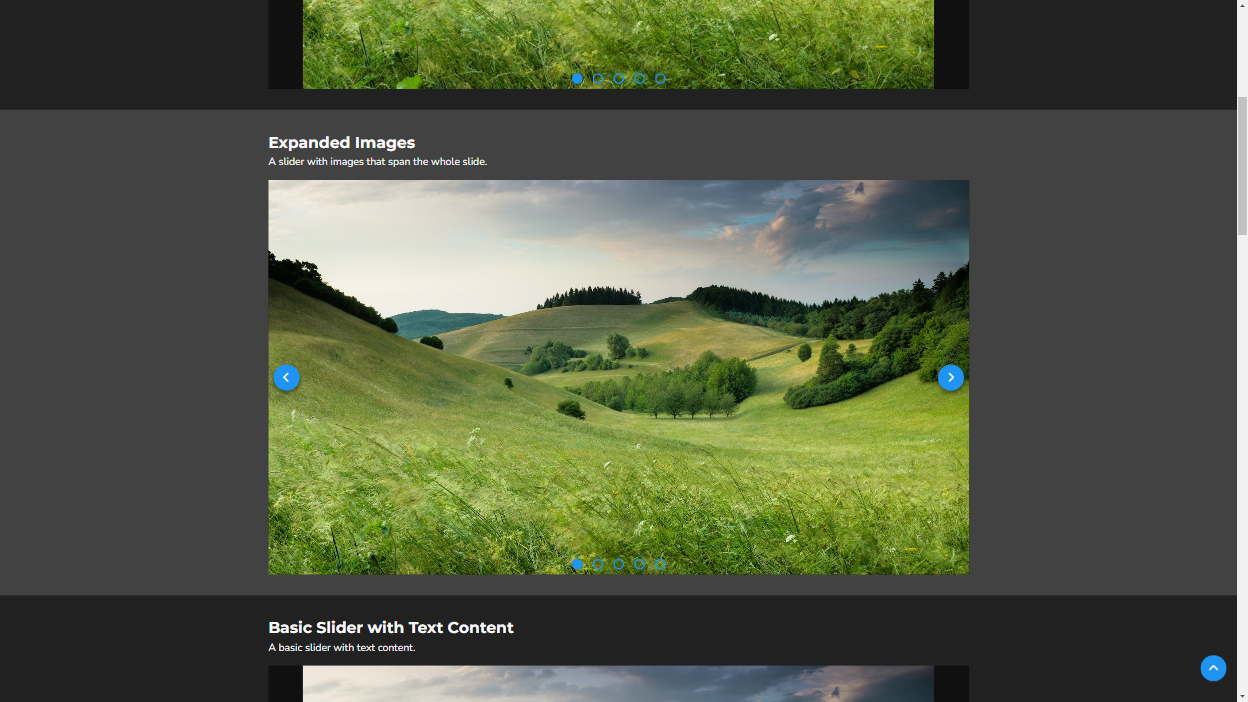 Expanded Images
A slider with images that span the whole slide.
Basic Slider with Text Content
A basic slider with text content.